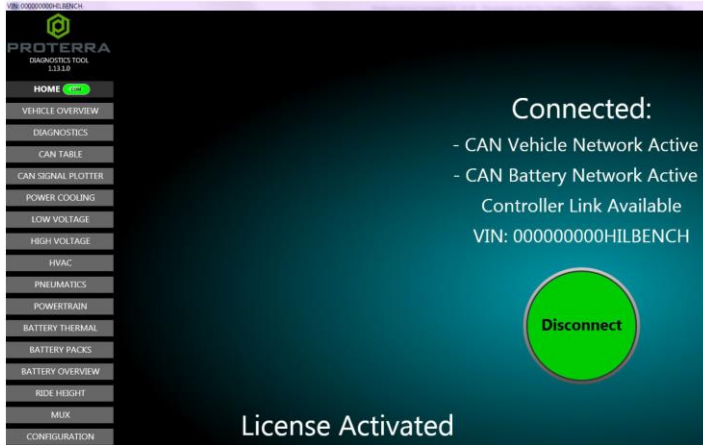 VIN: 000000000HILBENCH
PROTERRA
DIAGNOSTICS TOOL
1.13.1.0
HOME
VEHICLE OVERVIEW
DIAGNOSTICS
CAN TABLE
CAN SIGNAL PLOTTER
POWER COOLING
LOW VOLTAGE
HIGH VOLTAGE
HVAC
PNEUMATICS
POWERTRAIN
BATTERY THERMAL
BATTERY PACKS
BATTERY OVERVIEW
RIDE HEIGHT
MUX
CONFIGURATION
Connected:
- CAN Vehicle Network Active
- CAN Battery Network Active
Controller Link Available
VIN: 000000000HILBENCH
Disconnect
License Activated